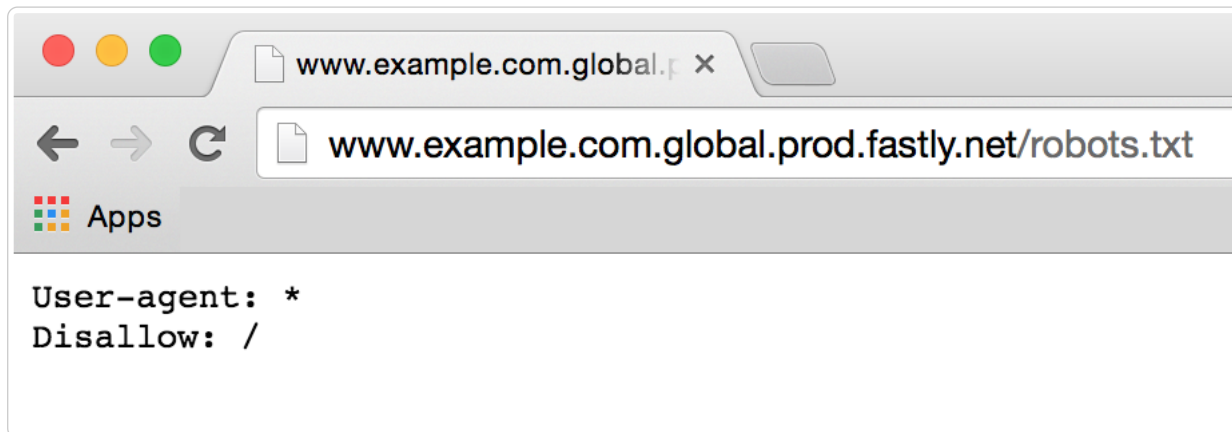 www.example.com.global.p
www.example.com.global.prod.fastly.net/robots.txt
Apps
User-agent: *
Disallow: /